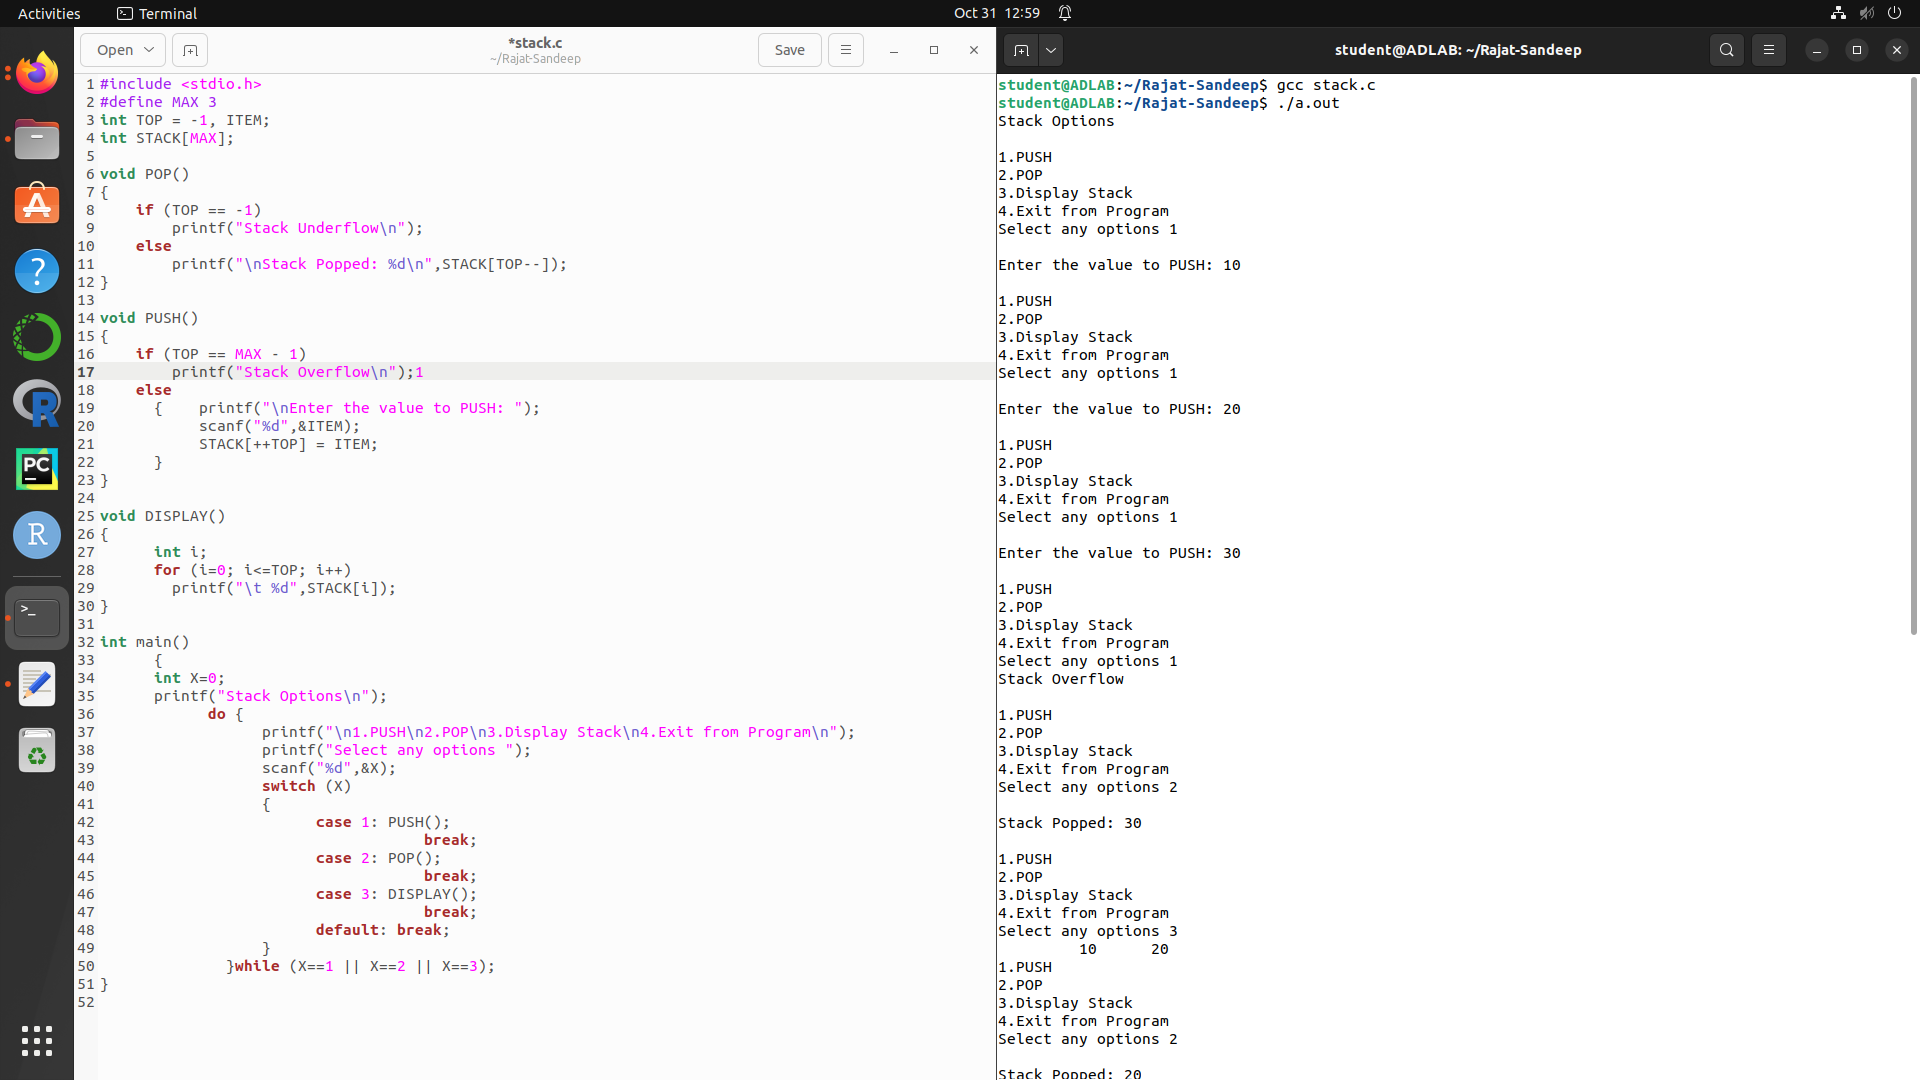 Activities
Terminal
Oct 31 12:59
Open
*stack.c
~/Rajat-Sandeep
Save
1 #include <stdio.h>
2 #define MAX 3
3 int TOP = -1, ITEM;
4 int STACK[MAX];
5
6 void POP()
7 {
8     if (TOP == -1)
9         printf("Stack Underflow\n");
10     else
11         printf("\nStack Popped: %d\n",STACK[TOP--]);
12 }
13
14 void PUSH()
15 {
16     if (TOP == MAX - 1)
17         printf("Stack Overflow\n");1
18     else
19       {    printf("\nEnter the value to PUSH: ");
20            scanf("%d",&ITEM);
21            STACK[++TOP] = ITEM;
22       }
23 }
24
25 void DISPLAY()
26 {
27       int i;
28       for (i=0; i<=TOP; i++)
29         printf("\t %d",STACK[i]);
30 }
31
32 int main()
33       {
34       int X=0;
35       printf("Stack Options\n");
36             do {
37                   printf("\n1.PUSH\n2.POP\n3.Display Stack\n4.Exit from Program\n");
38                   printf("Select any options ");
39                   scanf("%d",&X);
40                   switch (X)
41                   {
42                         case 1: PUSH();
43                                     break;
44                         case 2: POP();
45                                     break;
46                         case 3: DISPLAY();
47                                     break;
48                         default: break;
49                   }
50               }while (X==1 || X==2 || X==3);
51 }
52
student@ADLAB: ~/Rajat-Sandeep
student@ADLAB:~/Rajat-Sandeep$ gcc stack.c
student@ADLAB:~/Rajat-Sandeep$ ./a.out
Stack Options

1.PUSH
2.POP
3.Display Stack
4.Exit from Program
Select any options 1

Enter the value to PUSH: 10

1.PUSH
2.POP
3.Display Stack
4.Exit from Program
Select any options 1

Enter the value to PUSH: 20

1.PUSH
2.POP
3.Display Stack
4.Exit from Program
Select any options 1

Enter the value to PUSH: 30

1.PUSH
2.POP
3.Display Stack
4.Exit from Program
Select any options 1
Stack Overflow

1.PUSH
2.POP
3.Display Stack
4.Exit from Program
Select any options 2

Stack Popped: 30

1.PUSH
2.POP
3.Display Stack
4.Exit from Program
Select any options 3
         10      20
1.PUSH
2.POP
3.Display Stack
4.Exit from Program
Select any options 2

Stack Popped: 20